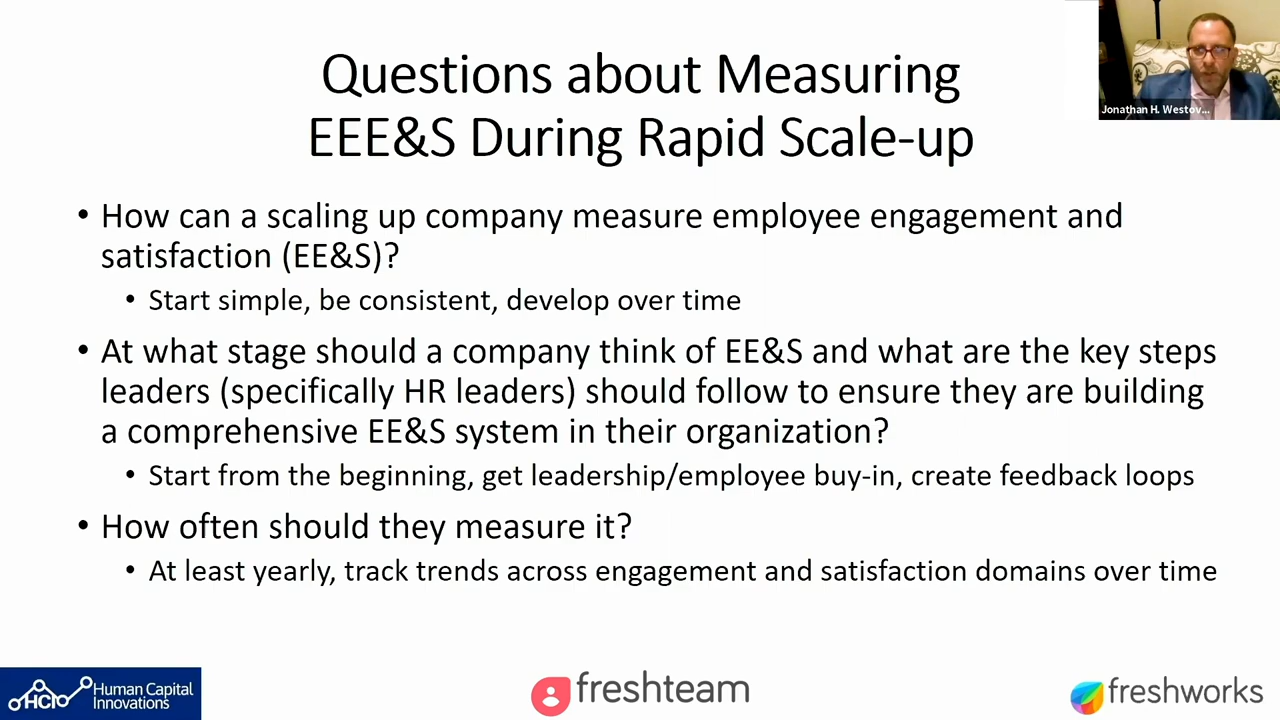 Questions about Measuring
EEE&S During Rapid Scale-up
Jonathan H. Westov...
• How can a scaling up company measure employee engagement and
satisfaction (EE&S)?
• Start simple, be consistent, develop over time
• At what stage should a company think of EE&S and what are the key steps
leaders (specifically HR leaders) should follow to ensure they are building
a comprehensive EE&S system in their organization?
• Start from the beginning, get leadership/employee buy-in, create feedback loops
• How often should they measure it?
• At least yearly, track trends across engagement and satisfaction domains over time
HCI Human Capital
Innovations
freshteam
freshworks